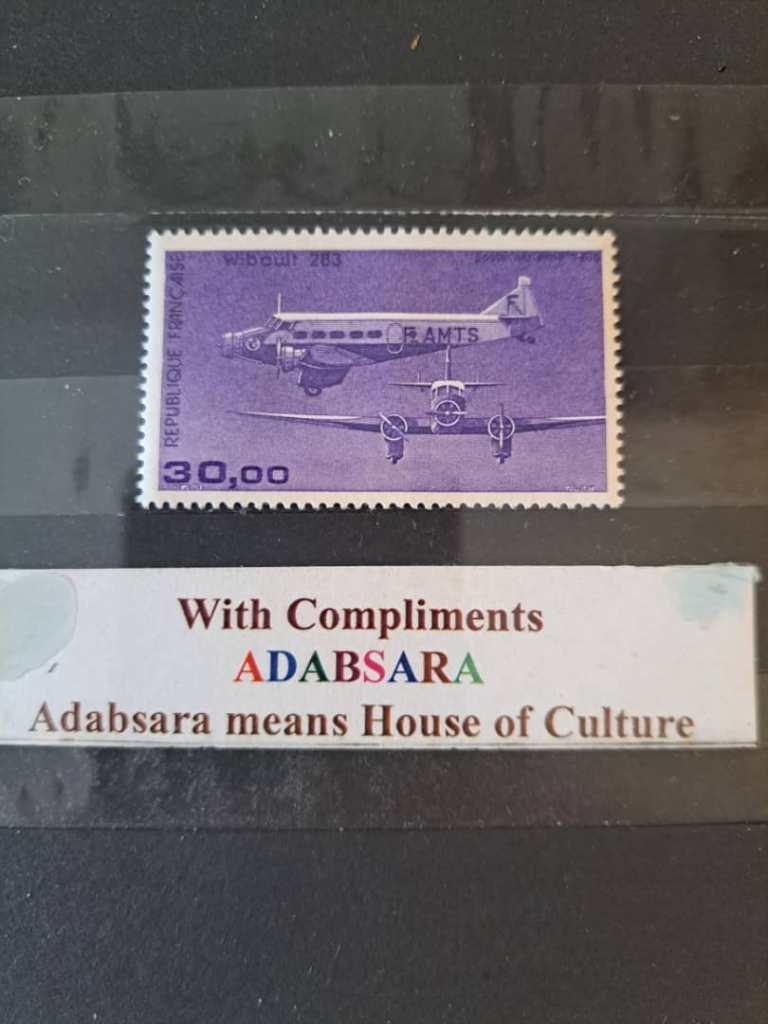 Wibault 283
REPUBLIQUE FRANÇAISE
F
F-AMTS
30,00
With Compliments
ADABSARA
Adabsara means House of Culture